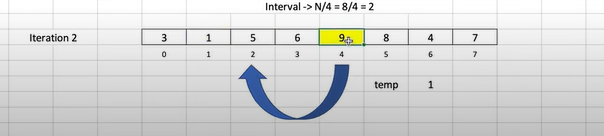 Interval -> N/4 = 8/4 = 2
Iteration 2 3 1 5 6 9 8 4 7
0 1 2 3 4 5 6 7
temp 1